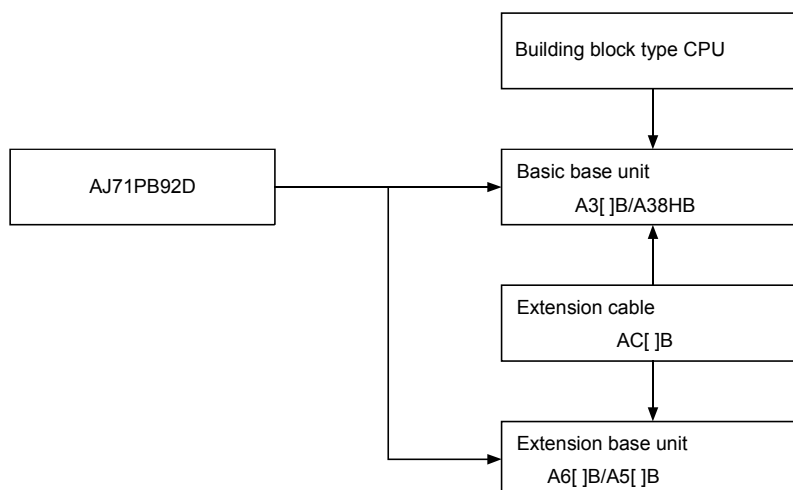 Building block type CPU
AJ71PB92D
Basic base unit
A3[ ]B/A38HB
Extension cable
AC[ ]B
Extension base unit
A6[ ]B/A5[ ]B